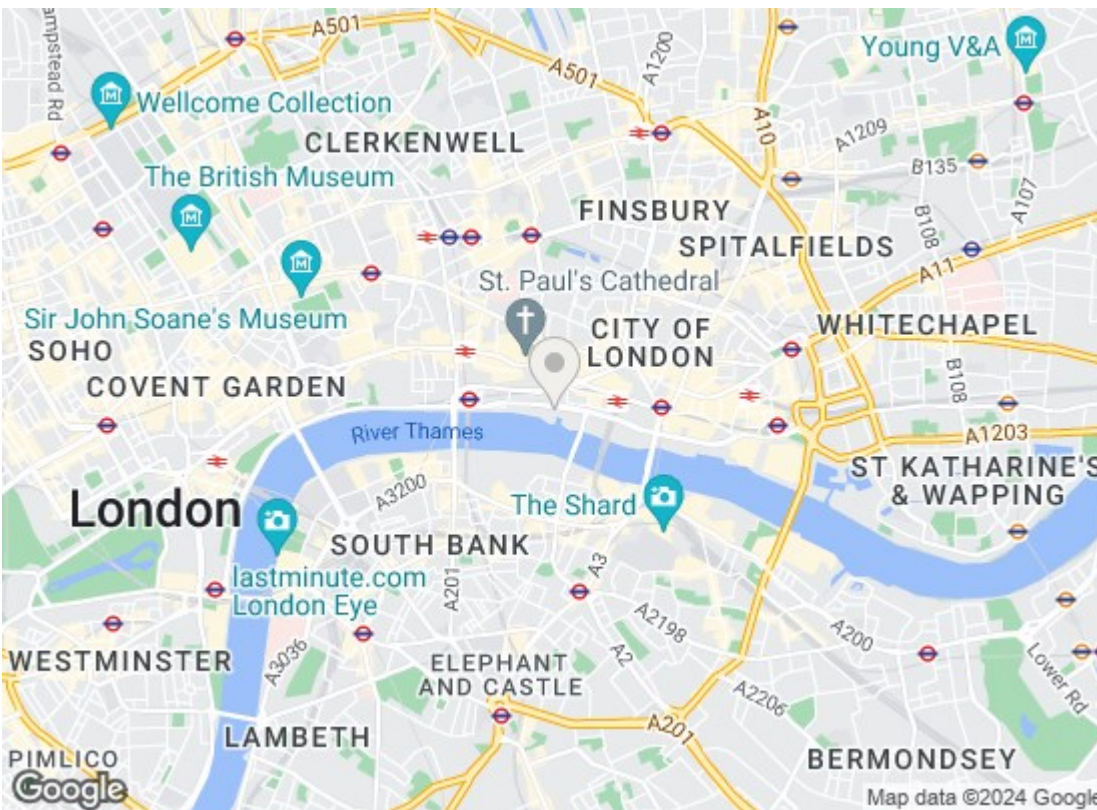 ampstead Rd
A501
A1200
Young V&A
A501
Wellcome Collection
CLERKENWELL
A10
A1209
B135
The British Museum
A107
FINSBURY
B108
SPITALFIELDS
A11
St. Paul's Cathedral
Sir John Soane's Museum
CITY OF
LONDON
WHITECHAPEL
SOHO
COVENT GARDEN
B108
River Thames
A1203
ST KATHARINE'S
& WAPPING
A3200
The Shard
London
SOUTH BANK
A3
lastminute.com
London Eye
A201
A2198
A200
WESTMINSTER
A3036
ELEPHANT
AND CASTLE
A2
Lower Rd
A2206
A201
LAMBETH
BERMONDSEY
PIMLICO
Google
Map data ©2024 Google